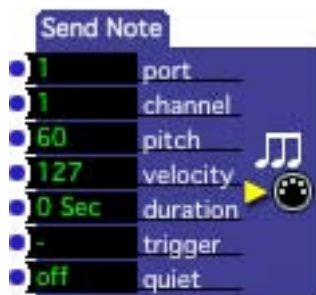 Send Note
1 port
1 channel
60 pitch
127 velocity
0 Sec duration
- trigger
off quiet